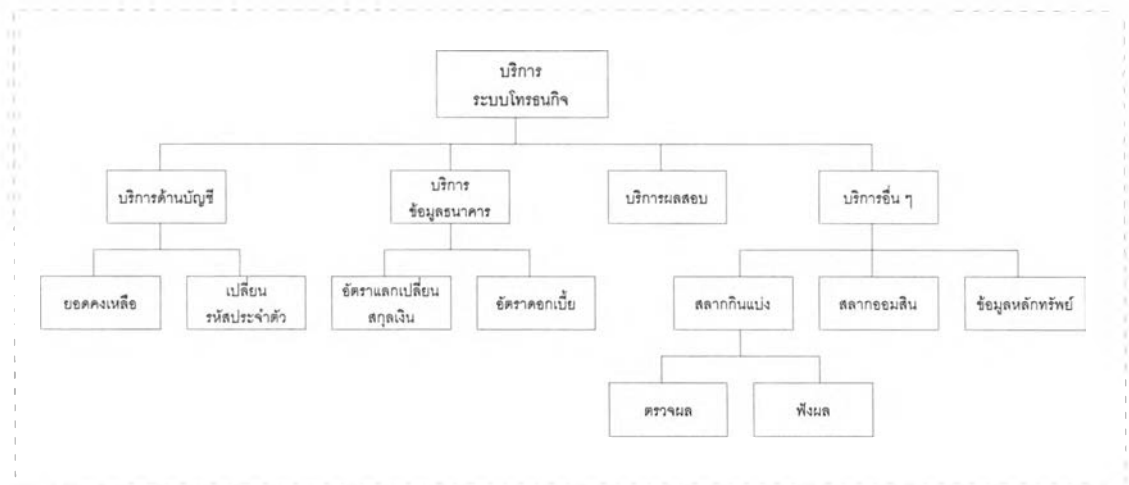 บริการ
ระบบโทรธนกิจ
บริการด้านบัญชี
บริการ
ข้อมูลธนาคาร
บริการผลสอบ
บริการอื่น ๆ
ยอดคงเหลือ
เปลี่ยน
รหัสประจำตัว
อัตราแลกเปลี่ยน
สกุลเงิน
อัตราดอกเบี้ย
สลากกินแบ่ง
สลากออมสิน
ข้อมูลหลักทรัพย์
ตรวจผล
ฟังผล